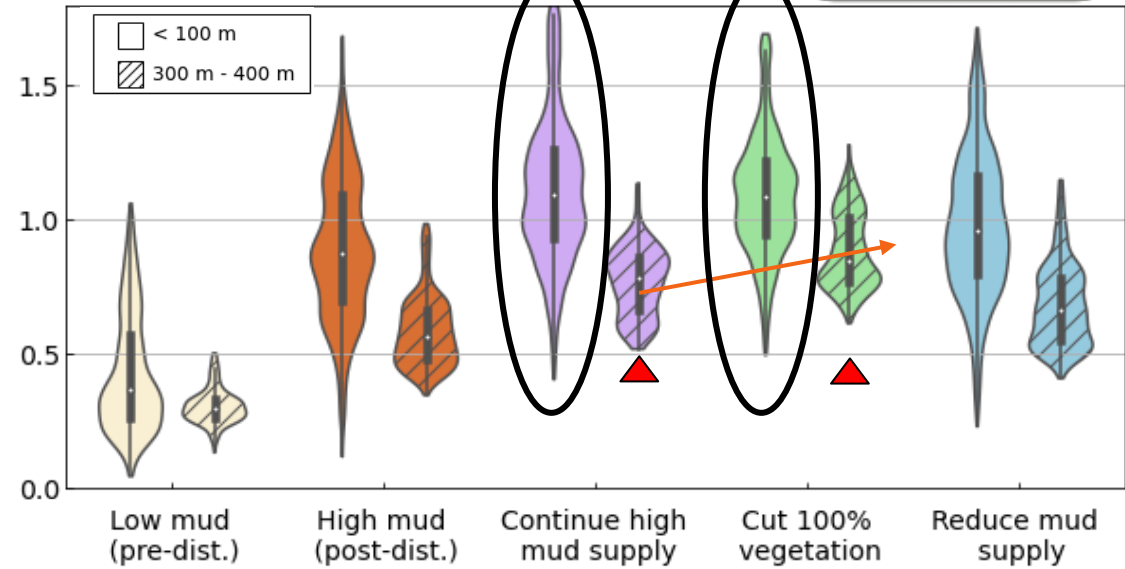 < 100 m
300 m - 400 m
1.5
1.0
0.5
0.0
Low mud
(pre-dist.)
High mud
(post-dist.)
Continue high
mud supply
Cut 100%
vegetation
Reduce mud
supply